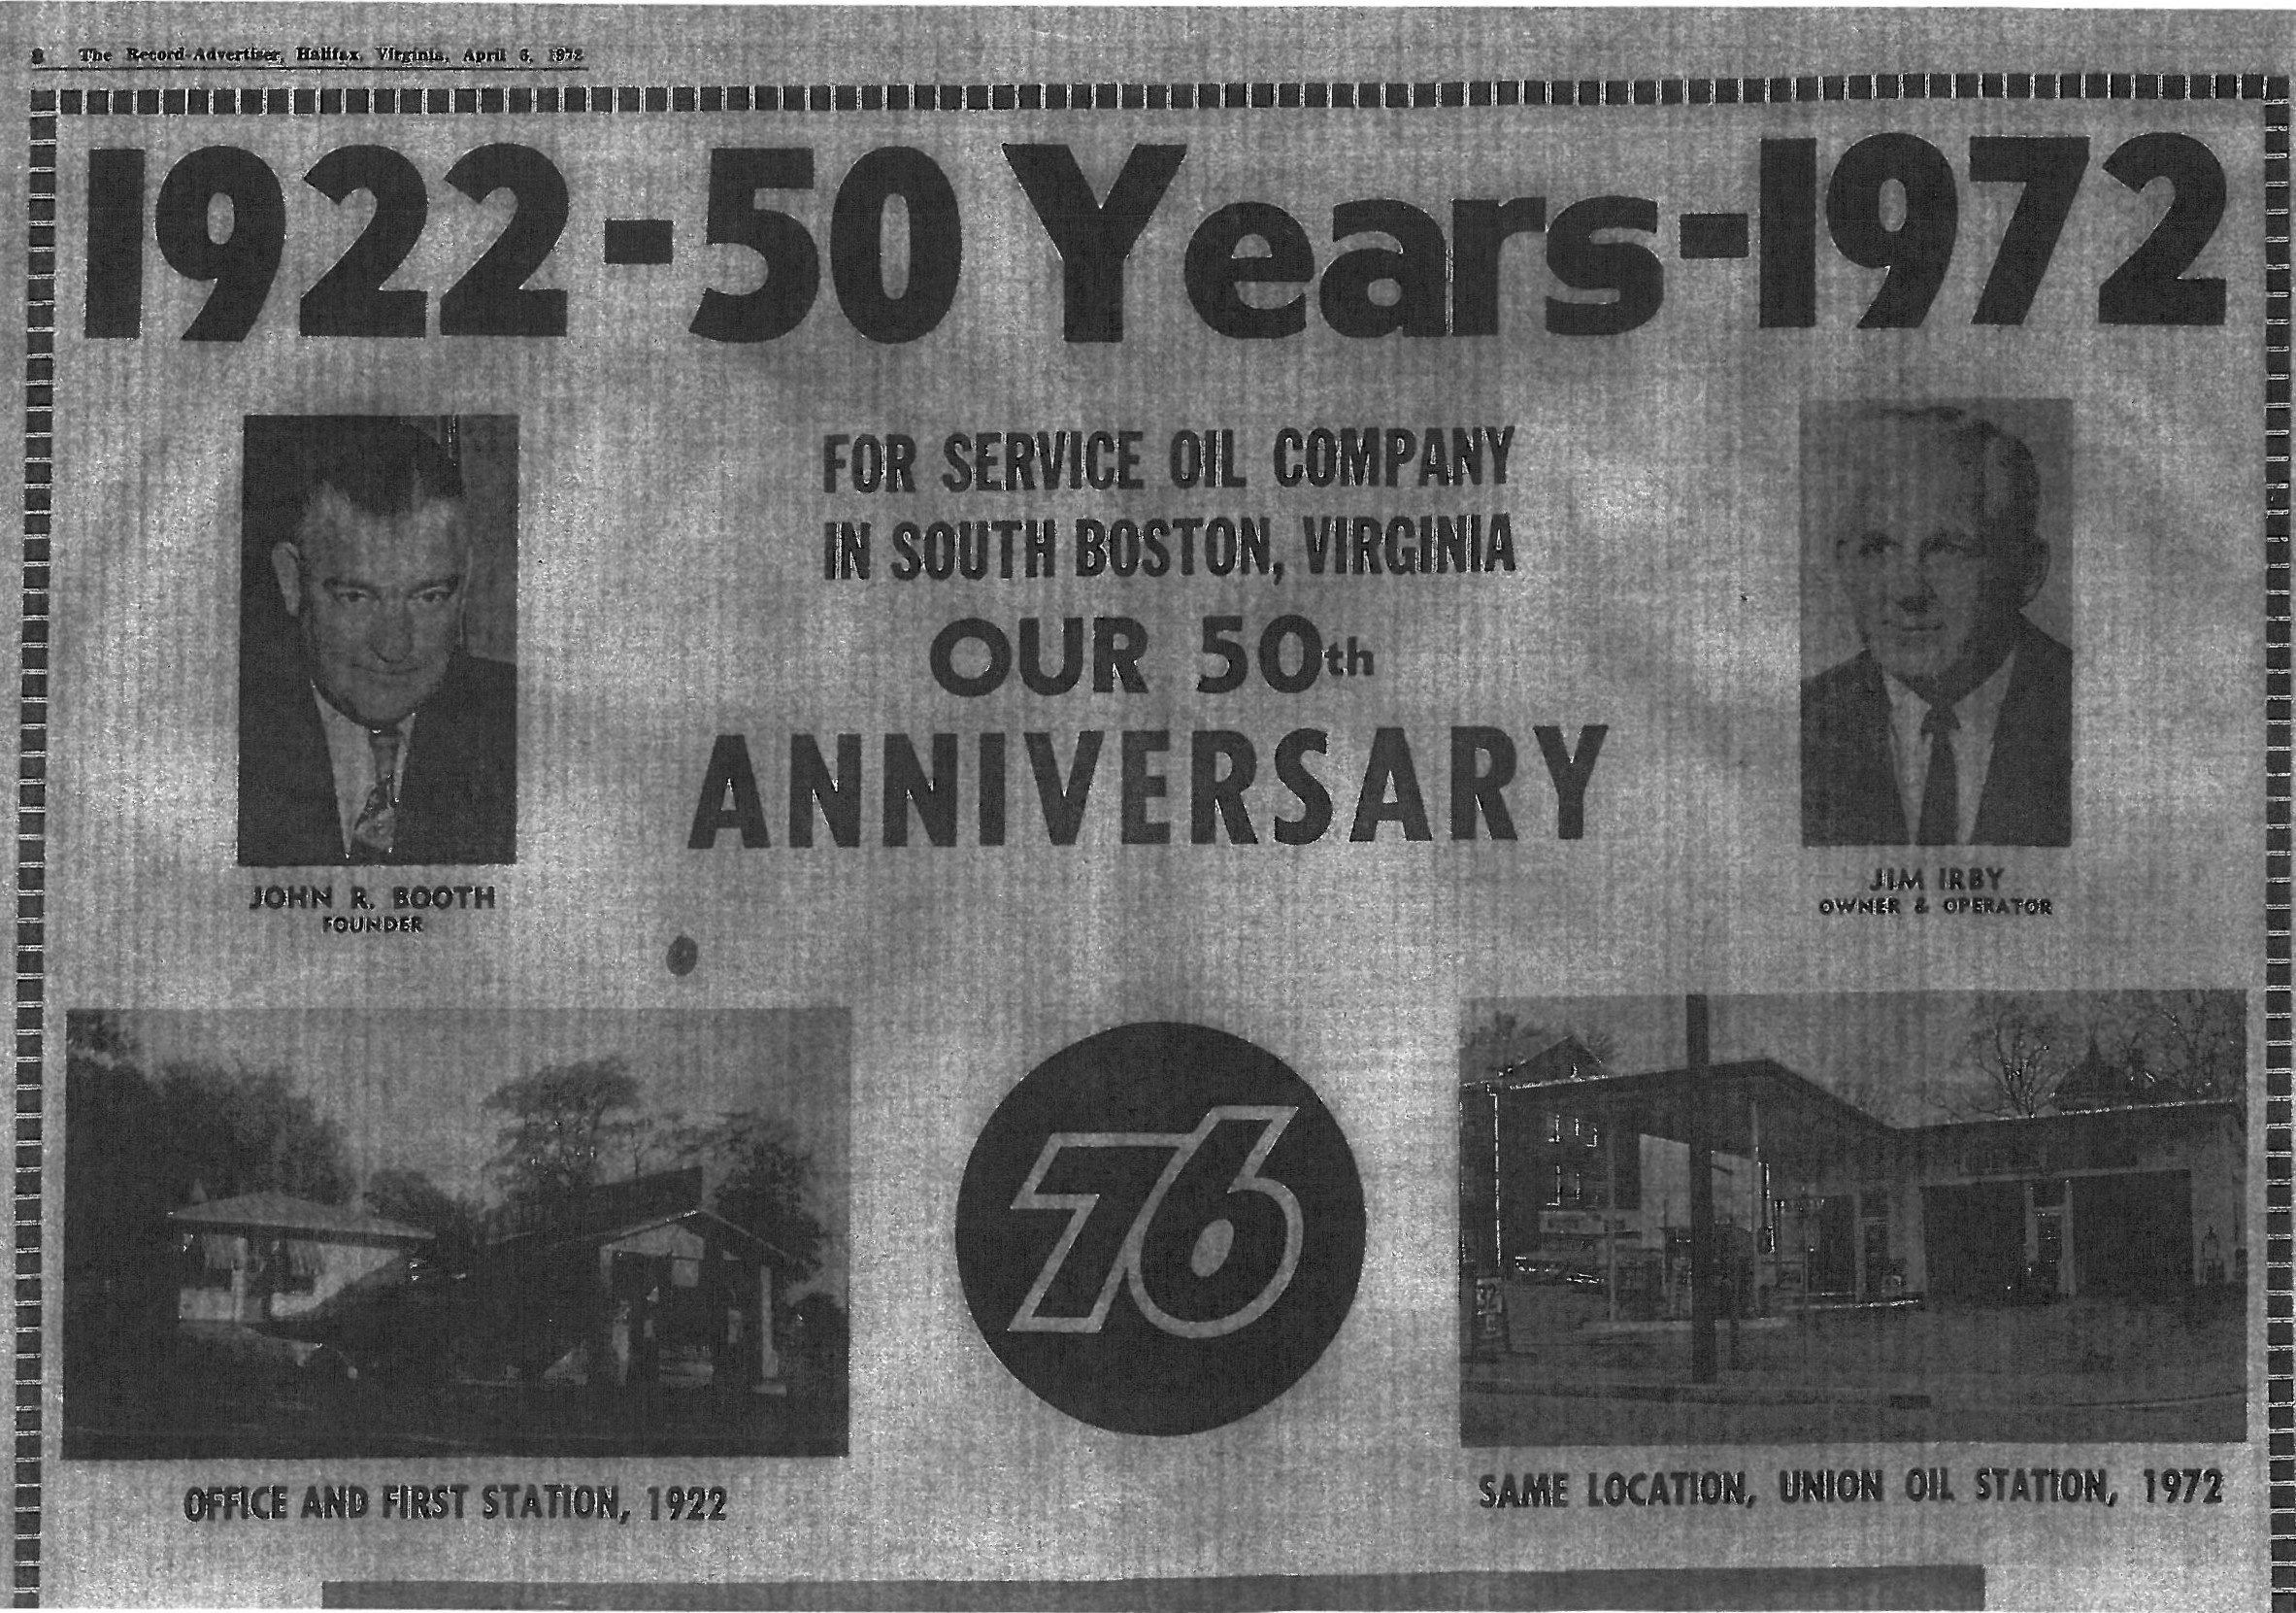 8 The Record-Advertiser, Halifax, Virginia, April 6, 1972
1922-50 Years-1972
FOR SERVICE OIL COMPANY
IN SOUTH BOSTON, VIRGINIA
OUR 50th
ANNIVERSARY
JOHN R. BOOTH
FOUNDER
JIM IRBY
OWNER & OPERATOR
76
32
OFFICE AND FIRST STATION, 1922
SAME LOCATION, UNION OIL STATION, 1972